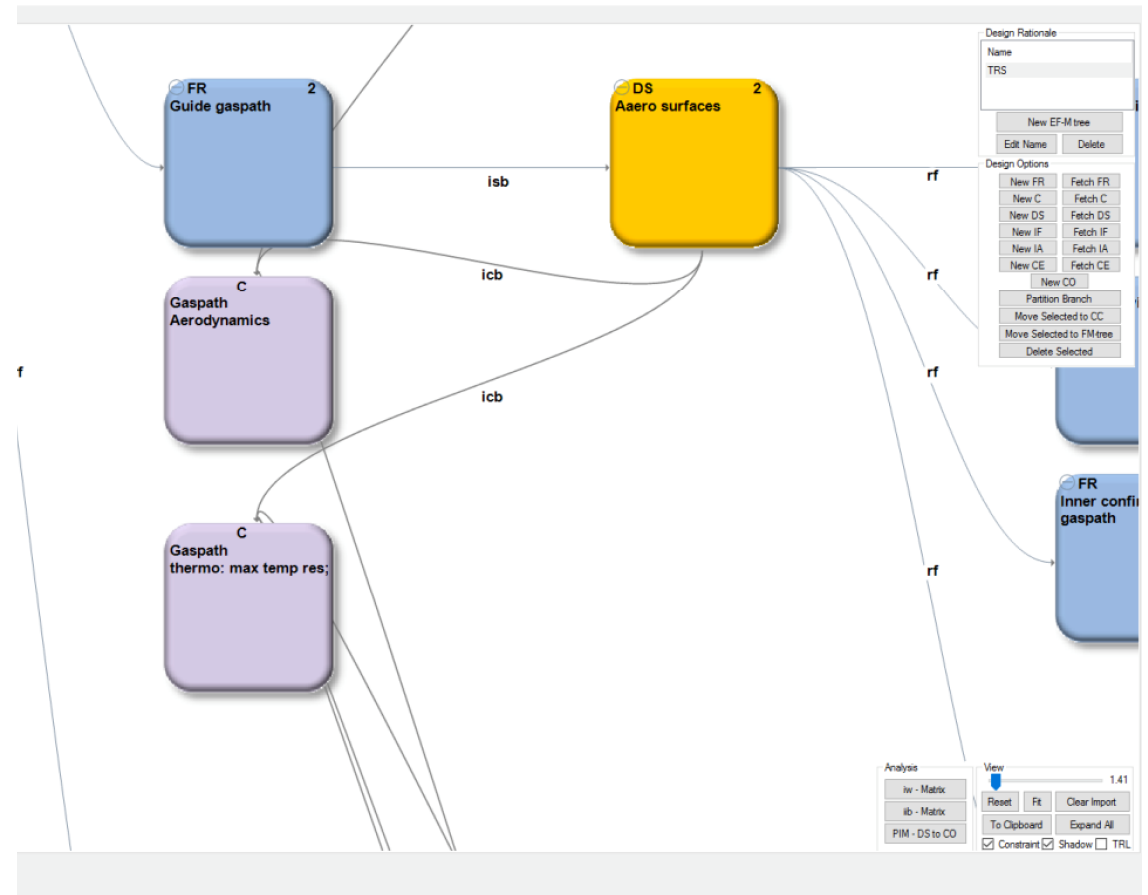 FR 2
Guide gaspath
DS 2
Aaero surfaces
isb
rf
icb
C
Gaspath
Aerodynamics
rf
f
icb
rf
C
Gaspath
thermo: max temp res;
FR
Inner confi
gaspath
rf
Design Rationale
Name
TRS
New EF-M tree
Edit Name Delete
Design Options
New FR Fetch FR
New C Fetch C
New DS Fetch DS
New IF Fetch IF
New IA Fetch IA
New CE Fetch CE
New CO
Partition Branch
Move Selected to CC
Move Selected to FM-tree
Delete Selected
Analysis
iw - Matrix
iib - Matrix
PIM - DS to CO
View
1.41
Reset Fit Clear Import
To Clipboard Expand All
Constraint Shadow TRL